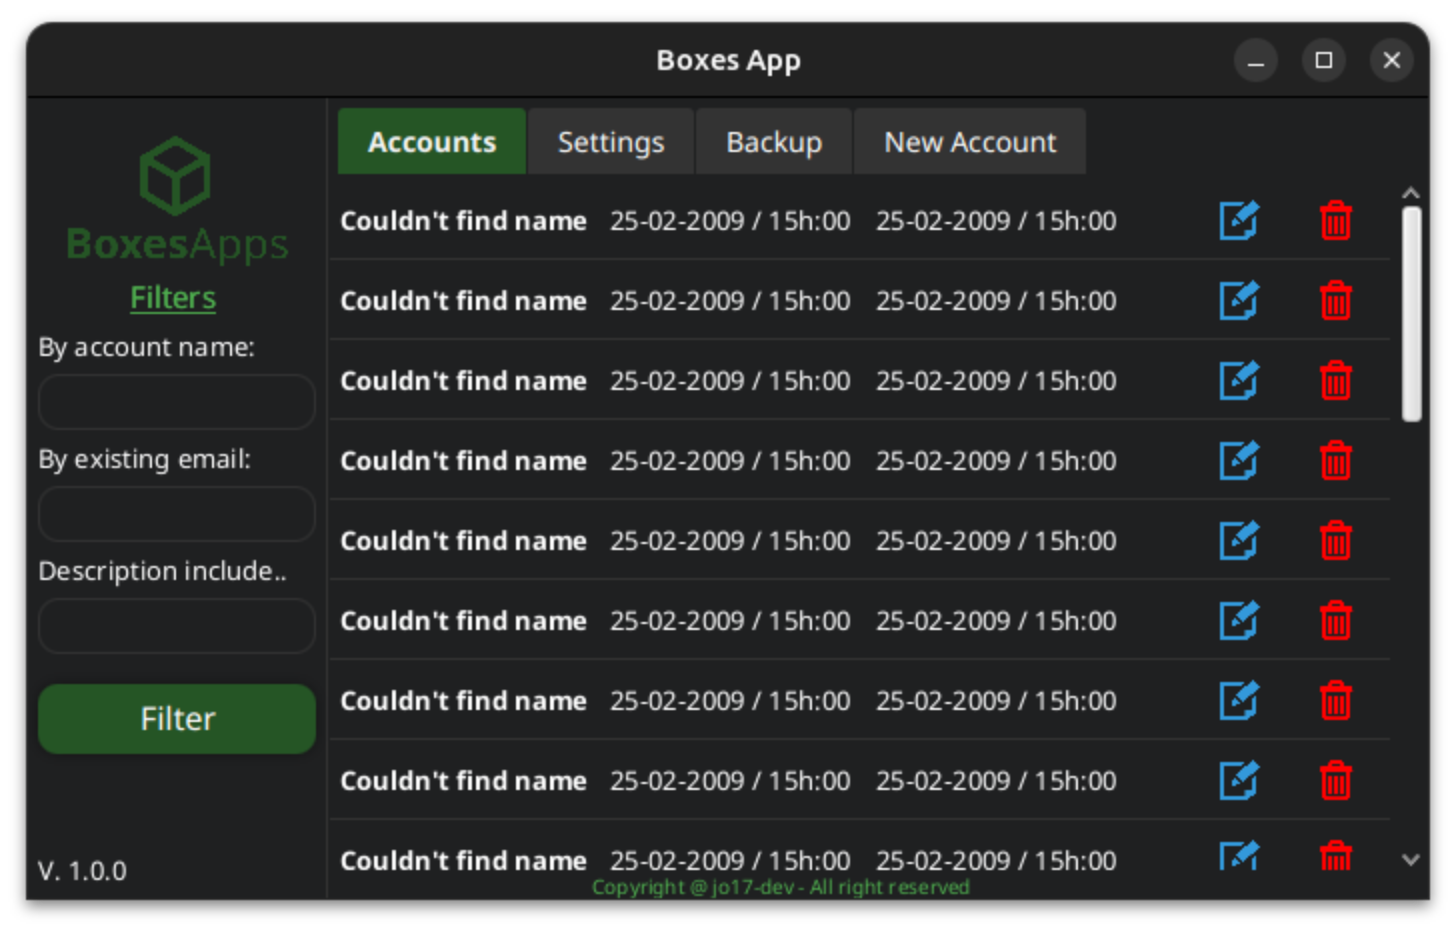 Boxes App
BoxesApps
Filters
By account name:
By existing email:
Description include..
Filter
V. 1.0.0
Accounts Settings Backup New Account
Couldn't find name 25-02-2009 / 15h:00 25-02-2009 / 15h:00
Couldn't find name 25-02-2009 / 15h:00 25-02-2009 / 15h:00
Couldn't find name 25-02-2009 / 15h:00 25-02-2009 / 15h:00
Couldn't find name 25-02-2009 / 15h:00 25-02-2009 / 15h:00
Couldn't find name 25-02-2009 / 15h:00 25-02-2009 / 15h:00
Couldn't find name 25-02-2009 / 15h:00 25-02-2009 / 15h:00
Couldn't find name 25-02-2009 / 15h:00 25-02-2009 / 15h:00
Couldn't find name 25-02-2009 / 15h:00 25-02-2009 / 15h:00
Couldn't find name 25-02-2009 / 15h:00 25-02-2009 / 15h:00
Copyright @ jo17-dev - All right reserved